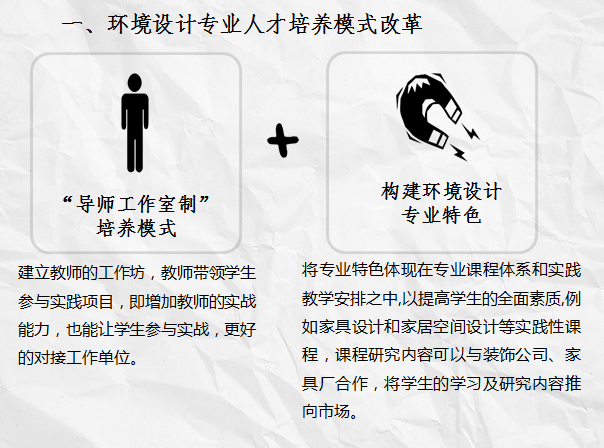 一、环境设计专业人才培养模式改革
“导师工作室制”
培养模式
构建环境设计
专业特色
建立教师的工作坊，教师带领学生
参与实践项目，即增加教师的实战
能力，也能让学生参与实战，更好
的对接工作单位。
将专业特色体现在专业课程体系和实践
教学安排之中,以提高学生的全面素质,例
如家具设计和家居空间设计等实践性课
程，课程研究内容可以与装饰公司、家
具厂合作，将学生的学习及研究内容推
向市场。